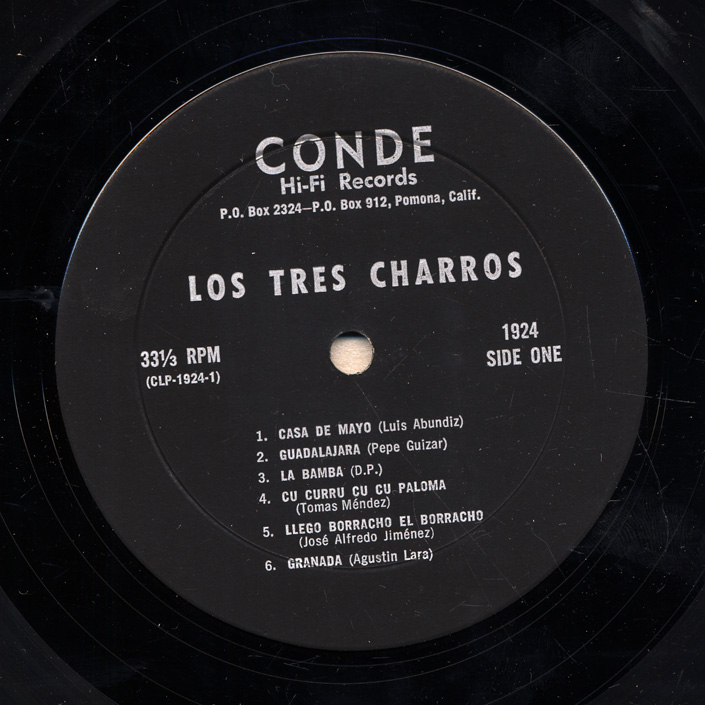 CONDE
Hi-Fi Records
P.O. Box 2324—P.O. Box 912, Pomona, Calif.
LOS TRES CHARROS
33⅓ RPM
(CLP-1924-1)
1924
SIDE ONE
1. CASA DE MAYO (Luis Abundiz)
2. GUADALAJARA (Pepe Guizar)
3. LA BAMBA (D.P.)
4. CU CURRU CU CU PALOMA
(Tomas Méndez)
5. LLEGO BORRACHO EL BORRACHO
(José Alfredo Jiménez)
6. GRANADA (Agustin Lara)